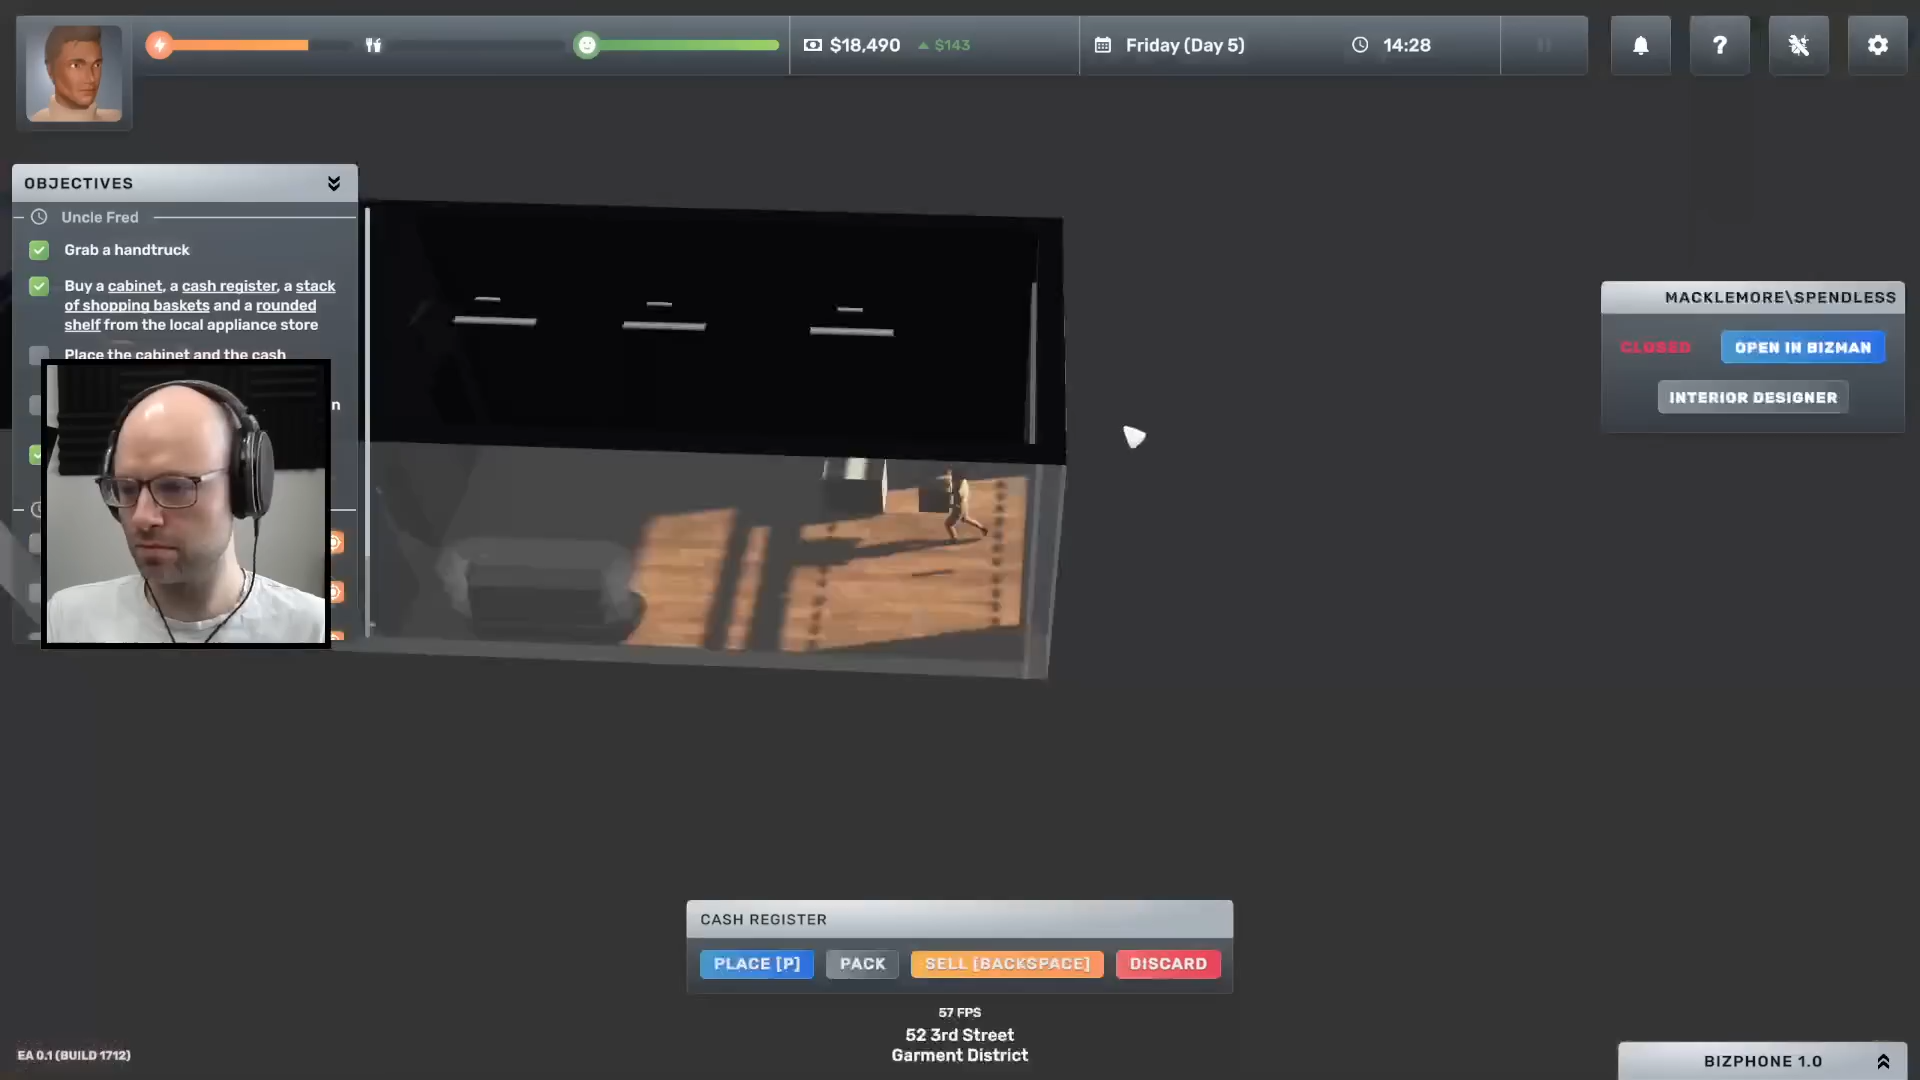 $18,490
$143
Friday (Day 5)
14:28
?
OBJECTIVES
Uncle Fred
Grab a handtruck
Buy a cabinet, a cash register, a stack
of shopping baskets and a rounded
shelf from the local appliance store
Place the cabinet and the cash
n
MACKLEMORE\SPENDLESS
CLOSED
OPEN IN BIZMAN
INTERIOR DESIGNER
CASH REGISTER
PLACE [P]
PACK
SELL [BACKSPACE]
DISCARD
57 FPS
52 3rd Street
Garment District
EA 0.1 (BUILD 1712)
BIZPHONE 1.0